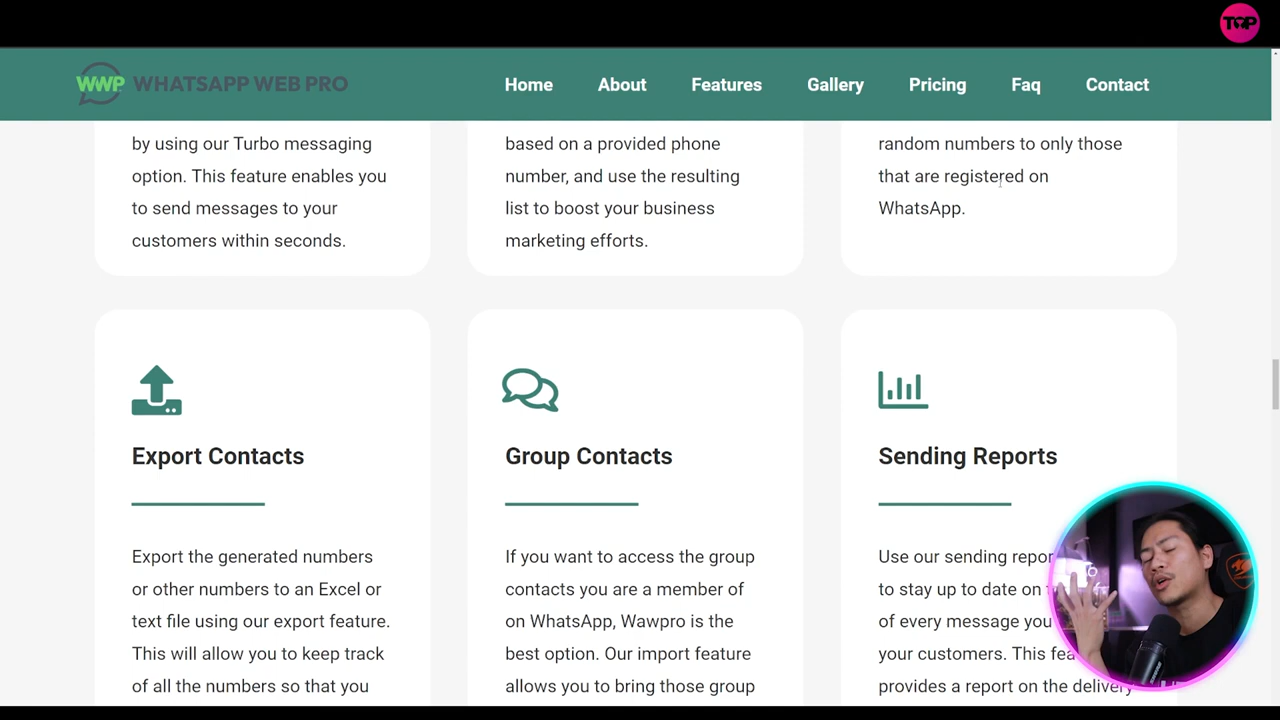 TOP
WWP WHATSAPP WEB PRO
Home About Features Gallery Pricing Faq Contact
by using our Turbo messaging
option. This feature enables you
to send messages to your
customers within seconds.
based on a provided phone
number, and use the resulting
list to boost your business
marketing efforts.
random numbers to only those
that are registered on
WhatsApp.
Export Contacts
Export the generated numbers
or other numbers to an Excel or
text file using our export feature.
This will allow you to keep track
of all the numbers so that you
Group Contacts
If you want to access the group
contacts you are a member of
on WhatsApp, Wawpro is the
best option. Our import feature
allows you to bring those group
Sending Reports
Use our sending repor
to stay up to date on
of every message you
your customers. This fea
provides a report on the delivery